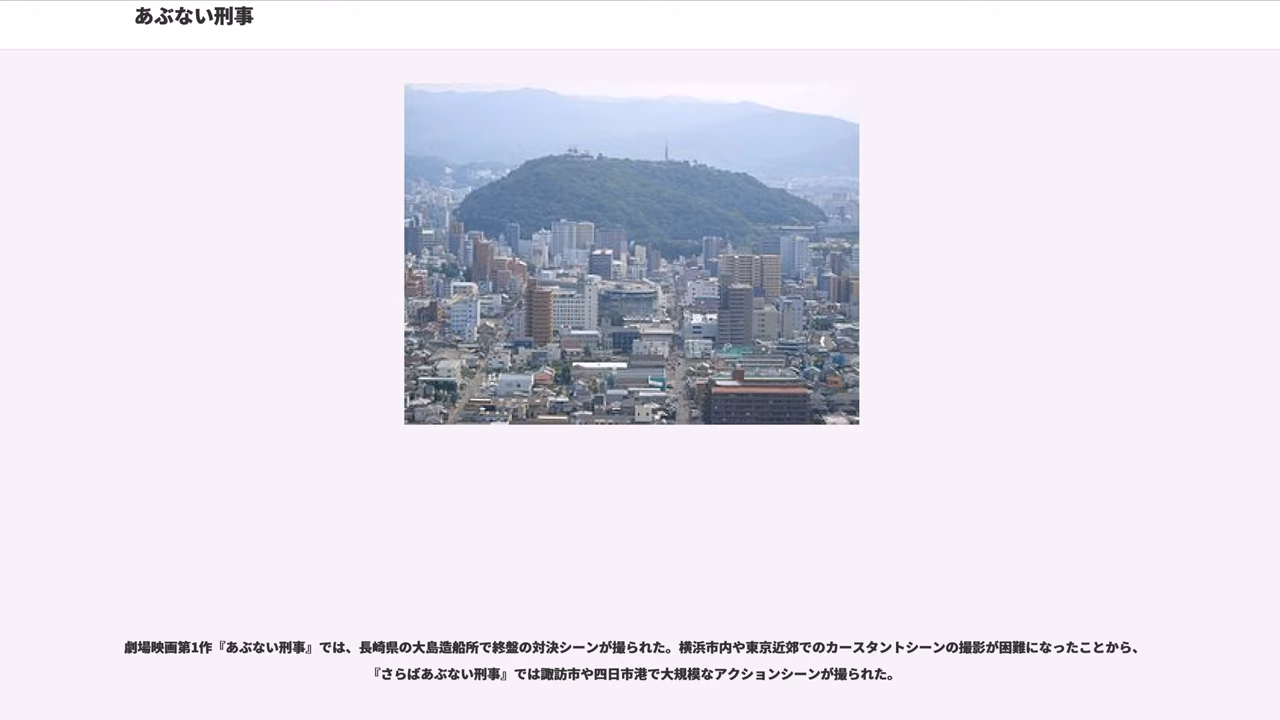 あぶない刑事
劇場映画第1作『あぶない刑事』では、長崎県の大島造船所で終盤の対決シーンが撮られた。横浜市内や東京近郊でのカースタントシーンの撮影が困難になったことから、
『さらばあぶない刑事』では諏訪市や四日市港で大規模なアクションシーンが撮られた。